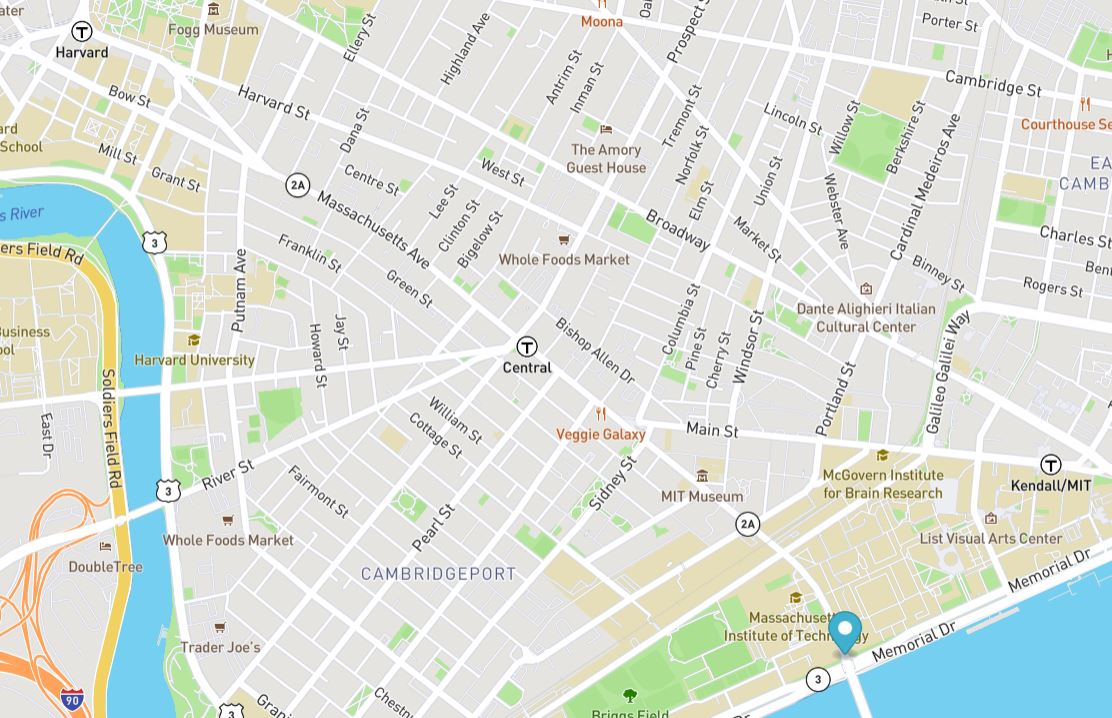 ater
T
Harvard
Fogg Museum
Ellery St
Highland Ave
Moona
Prospect S
Porter St
Cambridge St
Courthouse Se
Bow St
Harvard St
Antrim St
Inman St
Tremont St
Lincoln St
Willow St
Berkshire St
Cardinal Medeiros Ave
ard
School
Mill St
Grant St
Dana St
The Amory
Guest House
Norfolk St
Union St
EA
CAMB
2A
Centre St
West St
Elm St
Webster Ave
s River
Massachusetts Ave
Lee St
Clinton St
Bigelow St
Broadway
Market St
Charles St
3
ers Field Rd
Franklin St
Whole Foods Market
Binney St
Ben
Rogers St
Putnam Ave
Green St
Columbia St
Dante Alighieri Italian
Cultural Center
Business
ool
Harvard University
Howard St
Jay St
T
Central
Bishop Allen Dr
Pine St
Cherry St
Windsor St
Portland St
Galileo Galilei Way
Soldiers Field Rd
East Dr
William St
Cottage St
Veggie Galaxy
Main St
River St
3
Fairmont St
Sidney St
MIT Museum
McGovern Institute
for Brain Research
T
Kendall/MIT
Whole Foods Market
Pearl St
2A
List Visual Arts Center
DoubleTree
CAMBRIDGEPORT
Memorial Dr
Massachusett
Institute of Tech
gy
Memorial Dr
Trader Joe's
3
90
3
Chestnu
Briggs Field
Dr